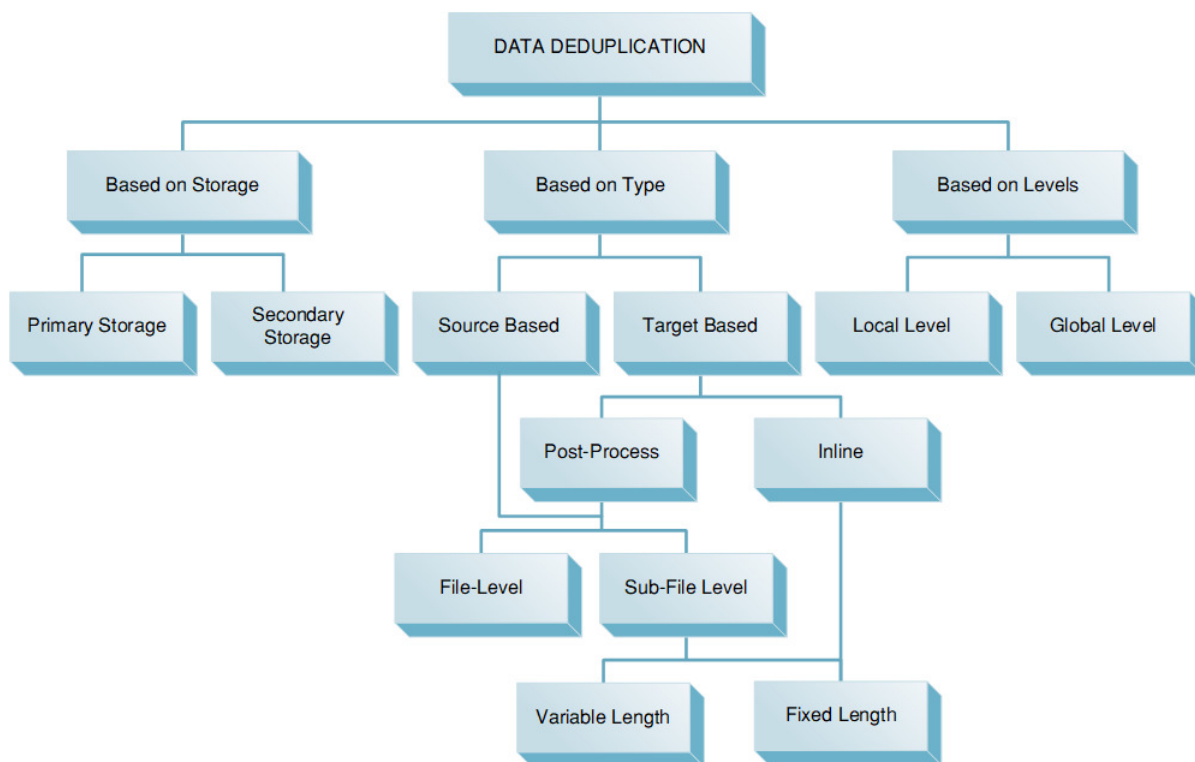 DATA DEDUPLICATION
Based on Storage
Based on Type
Based on Levels
Primary Storage
Secondary
Storage
Source Based
Target Based
Local Level
Global Level
Post-Process
Inline
File-Level
Sub-File Level
Variable Length
Fixed Length